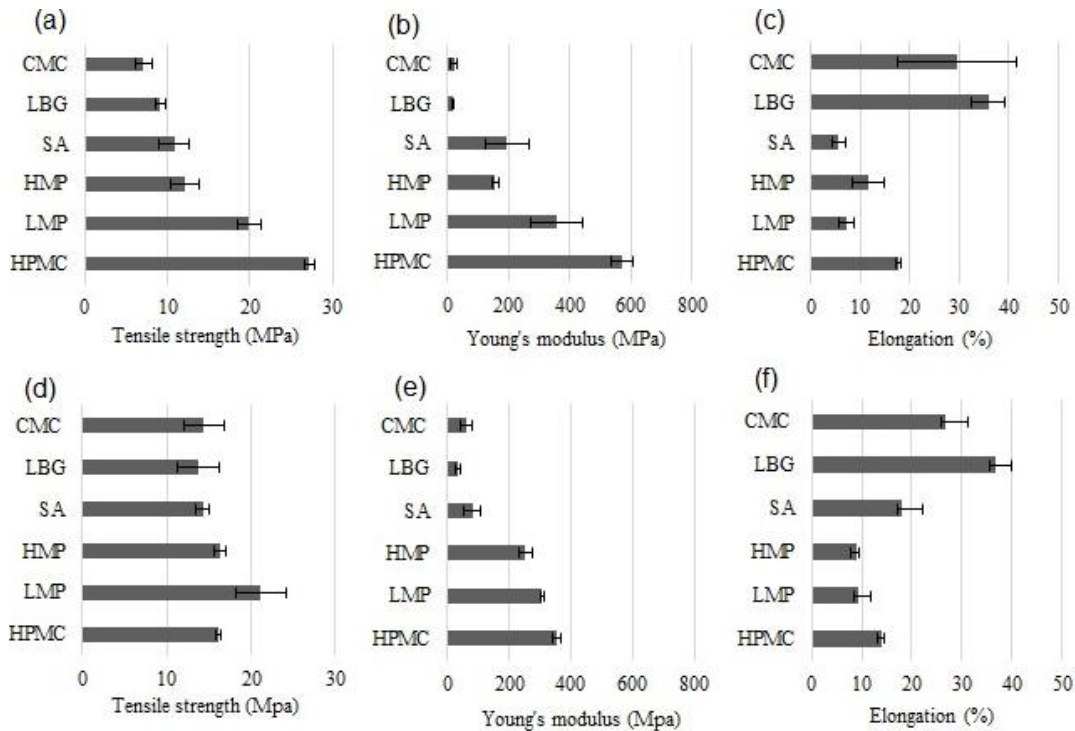 (a)
CMC
LBG
SA
HMP
LMP
HPMC
0 10 20 30
Tensile strength (MPa)
(b)
CMC
LBG
SA
HMP
LMP
HPMC
0 200 400 600 800
Young's modulus (MPa)
(c)
CMC
LBG
SA
HMP
LMP
HPMC
0 10 20 30 40 50
Elongation (%)
(d)
CMC
LBG
SA
HMP
LMP
HPMC
0 10 20 30
Tensile strength (Mpa)
(e)
CMC
LBG
SA
HMP
LMP
HPMC
0 200 400 600 800
Young's modulus (Mpa)
(f)
CMC
LBG
SA
HMP
LMP
HPMC
0 10 20 30 40 50
Elongation (%)